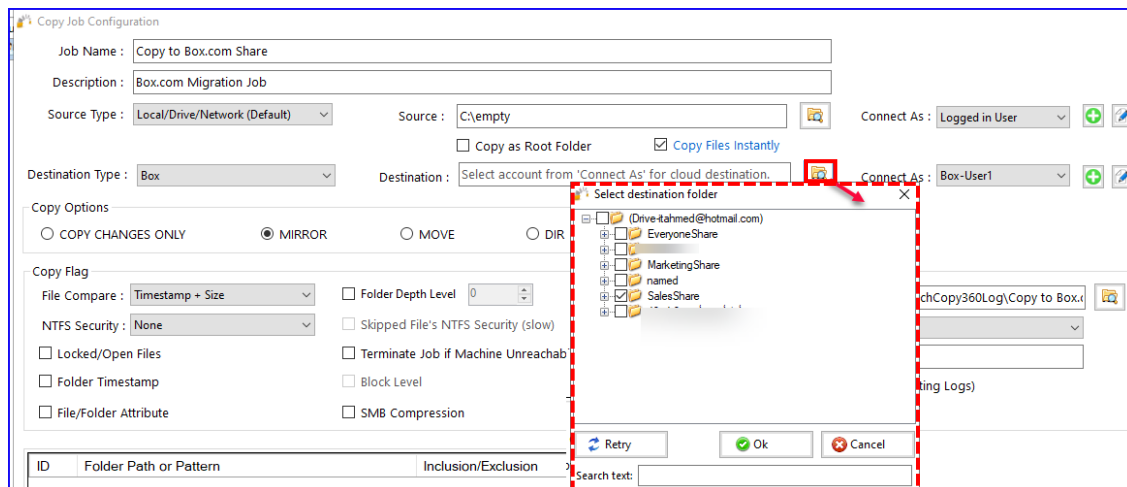 Copy Job Configuration
Job Name : Copy to Box.com Share
Description : Box.com Migration Job
Source Type : Local/Drive/Network (Default) Source : C:\empty Connect As : Logged in User
Copy as Root Folder Copy Files Instantly
Destination Type : Box Destination : Select account from 'Connect As' for cloud destination. Connect As : Box-User1
Select destination folder
Copy Options
(Drive-itahmed@hotmail.com)
COPY CHANGES ONLY MIRROR MOVE DIR
EveryoneShare
MarketingShare
named
SalesShare
Copy Flag
File Compare : Timestamp + Size Folder Depth Level 0
chCopy360Log\Copy to Box.c
NTFS Security : None Skipped File's NTFS Security (slow)
Locked/Open Files Terminate Job if Machine Unreachab
Folder Timestamp Block Level
ting Logs)
File/Folder Attribute SMB Compression
Retry Ok Cancel
ID Folder Path or Pattern Inclusion/Exclusion
Search text: